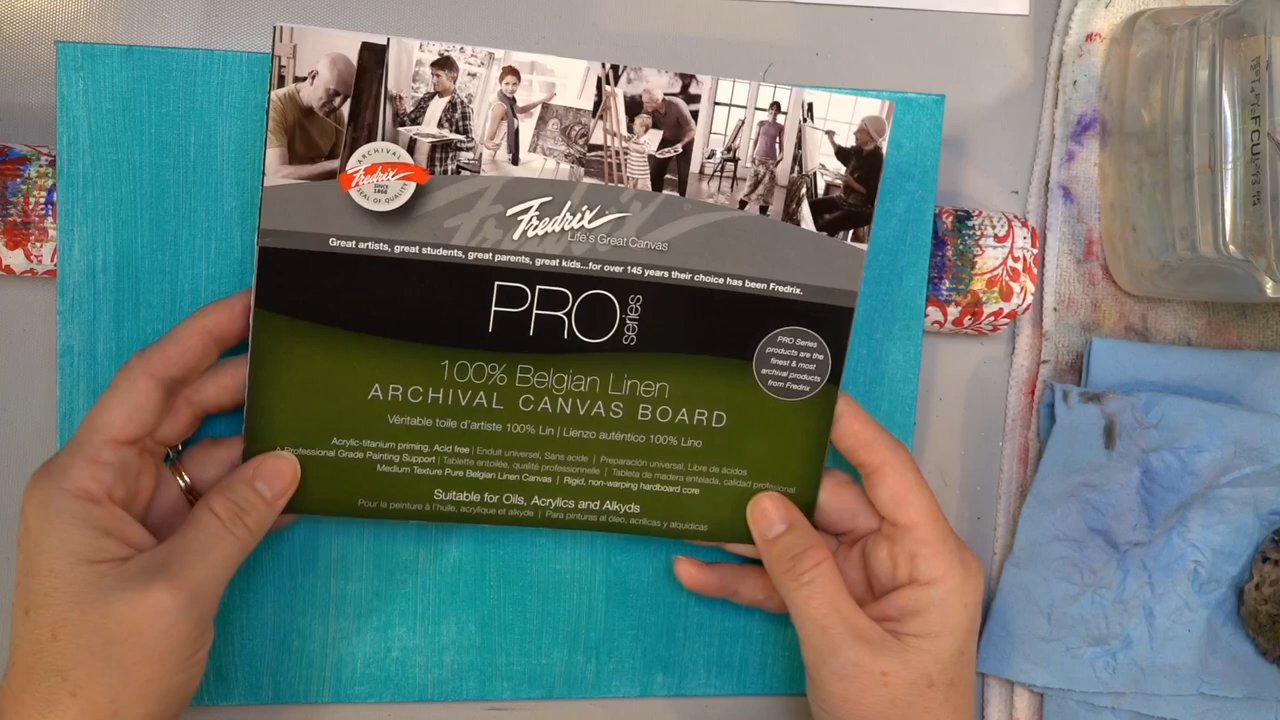 ARCHIVAL
Fredrix
SINCE
1868
SEAL OF QUALITY
Fredrix
Life's Great Canvas
Great artists, great students, great parents, great kids...for over 145 years their choice has been Fredrix.
PRO Series
PRO Series
products are the
finest & most
archival products
from Fredrix
100% Belgian Linen
ARCHIVAL CANVAS BOARD
Véritable toile d'artiste 100% Lin | Lienzo auténtico 100% Lino
Acrylic-titanium priming, Acid free | Enduit universel, Sans acide | Preparación universal, Libre de ácidos
A Professional Grade Painting Support | Tablette entoilée, qualité professionnelle | Tableta de madera entelada, calidad profesional
Medium Texture Pure Belgian Linen Canvas | Rigid, non-warping hardboard core
Suitable for Oils, Acrylics and Alkyds
Pour la peinture à l'huile, acrylique et alkyde | Para pinturas al óleo, acrílicas y alquídicas